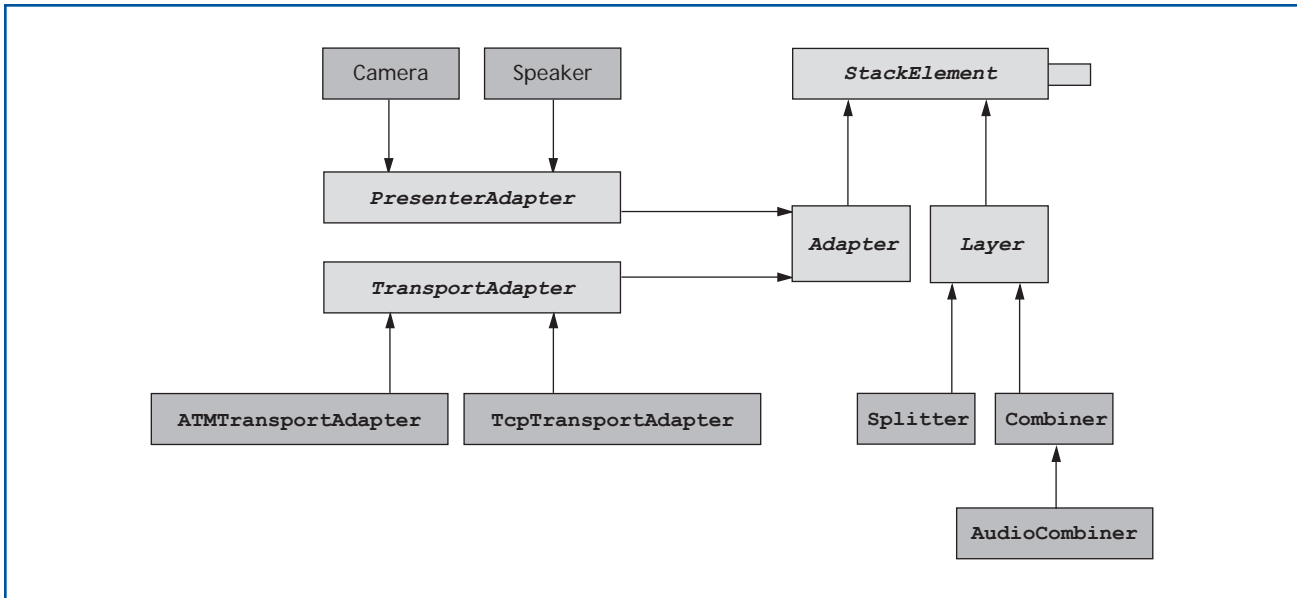 Camera
Speaker
StackElement
PresenterAdapter
Adapter
Layer
TransportAdapter
ATMTransportAdapter
TcpTransportAdapter
Splitter
Combiner
AudioCombiner